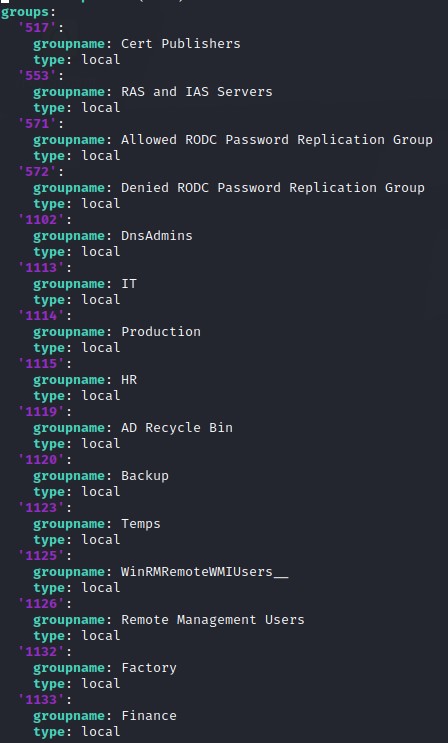 groups:
  '517':
    groupname: Cert Publishers
    type: local
  '553':
    groupname: RAS and IAS Servers
    type: local
  '571':
    groupname: Allowed RODC Password Replication Group
    type: local
  '572':
    groupname: Denied RODC Password Replication Group
    type: local
  '1102':
    groupname: DnsAdmins
    type: local
  '1113':
    groupname: IT
    type: local
  '1114':
    groupname: Production
    type: local
  '1115':
    groupname: HR
    type: local
  '1119':
    groupname: AD Recycle Bin
    type: local
  '1120':
    groupname: Backup
    type: local
  '1123':
    groupname: Temps
    type: local
  '1125':
    groupname: WinRMRemoteWMIUsers__
    type: local
  '1126':
    groupname: Remote Management Users
    type: local
  '1132':
    groupname: Factory
    type: local
  '1133':
    groupname: Finance
    type: local